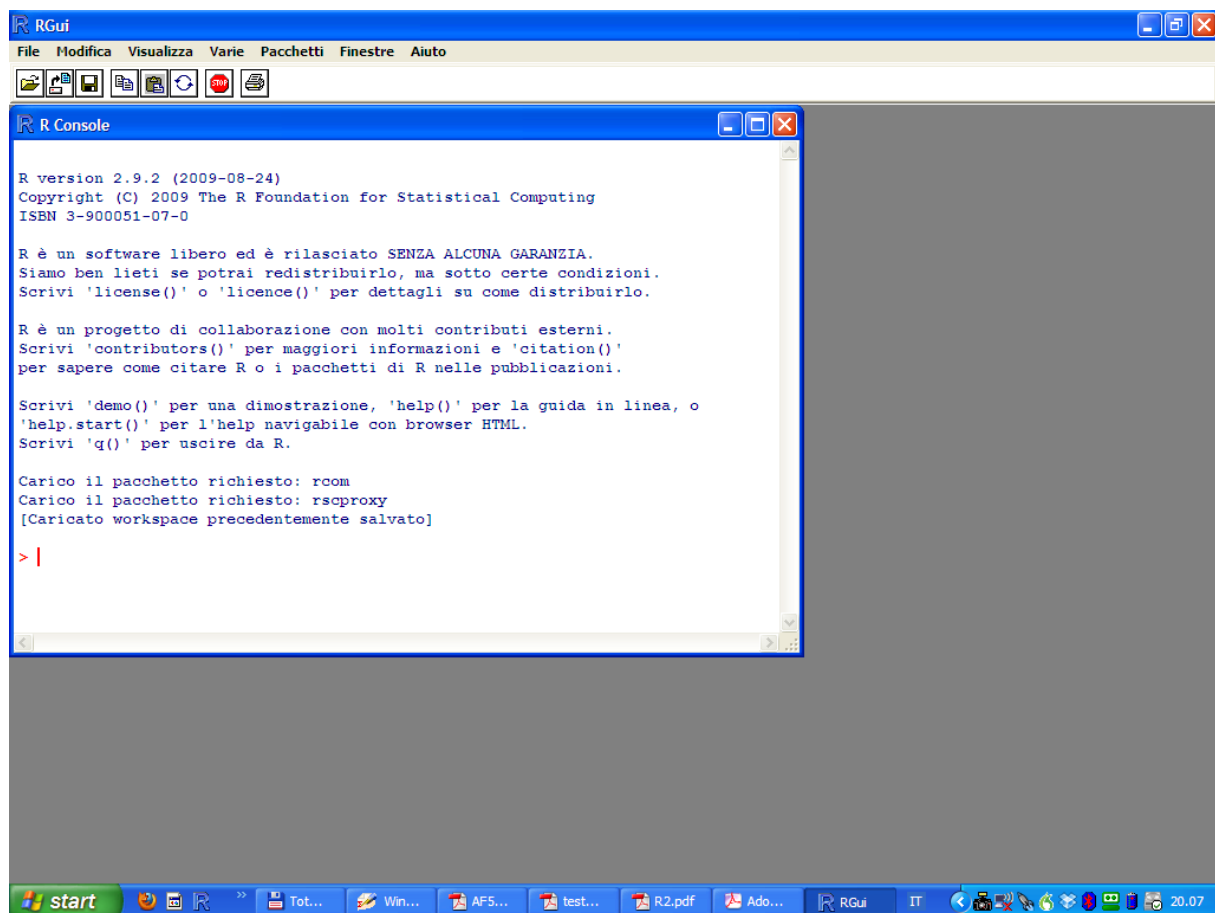 RGui
File Modifica Visualizza Varie Pacchetti Finestre Aiuto
STOP
R Console
R version 2.9.2 (2009-08-24)
Copyright (C) 2009 The R Foundation for Statistical Computing
ISBN 3-900051-07-0
R è un software libero ed è rilasciato SENZA ALCUNA GARANZIA.
Siamo ben lieti se potrai redistribuirlo, ma sotto certe condizioni.
Scrivi 'license()' o 'licence()' per dettagli su come distribuirlo.
R è un progetto di collaborazione con molti contributi esterni.
Scrivi 'contributors()' per maggiori informazioni e 'citation()'
per sapere come citare R o i pacchetti di R nelle pubblicazioni.
Scrivi 'demo()' per una dimostrazione, 'help()' per la guida in linea, o
'help.start()' per l'help navigabile con browser HTML.
Scrivi 'q()' per uscire da R.
Carico il pacchetto richiesto: rcom
Carico il pacchetto richiesto: rscproxy
[Caricato workspace precedentemente salvato]
>
start Tot... Win... AF5... test... R2.pdf Ado... RGui IT 20.07